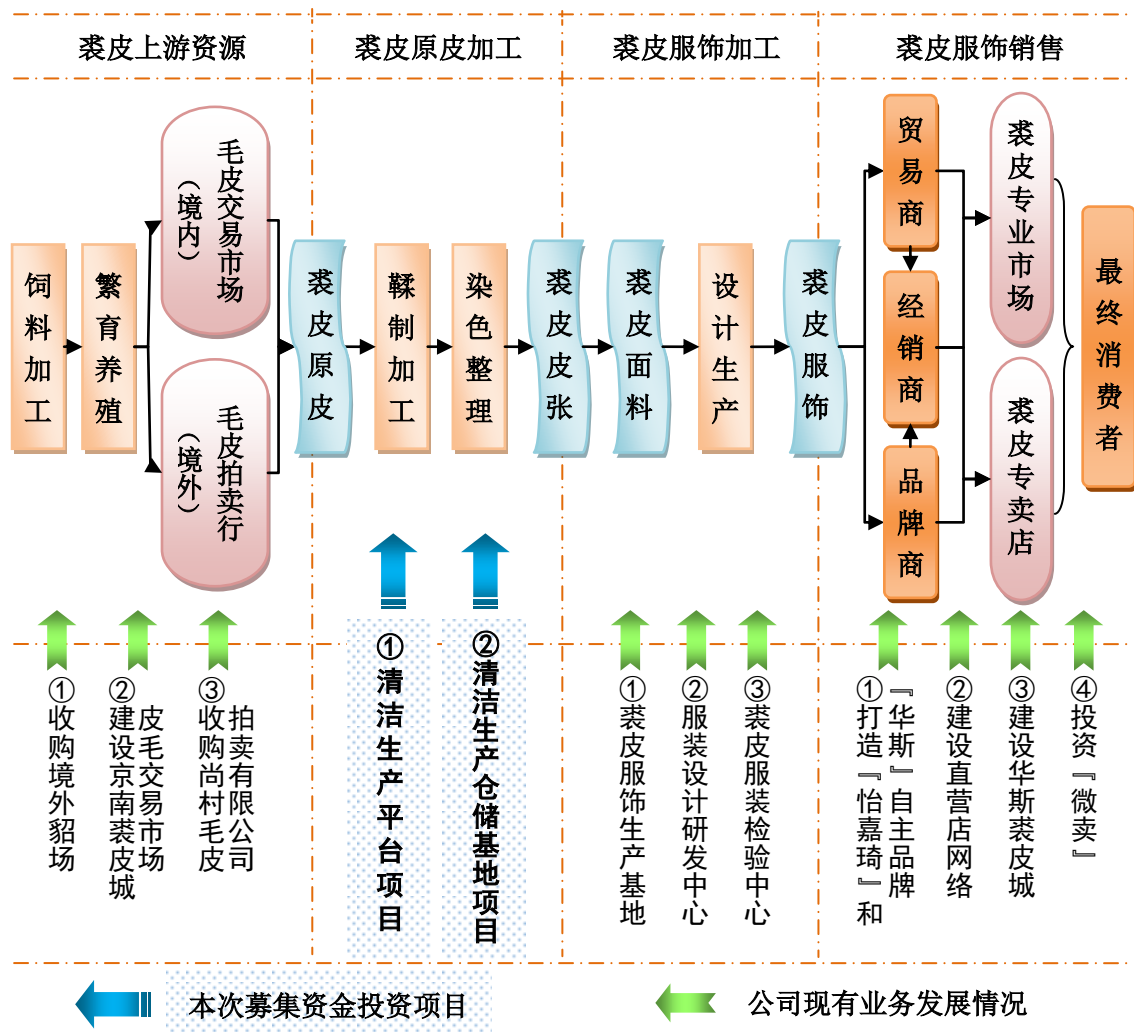 裘皮上游资源
裘皮原皮加工
裘皮服饰加工
裘皮服饰销售
饲料加工
繁育养殖
毛皮交易市场
（境内）
毛皮拍卖行
（境外）
裘皮原皮
鞣制加工
染色整理
裘皮皮张
裘皮面料
设计生产
裘皮服饰
贸易商
经销商
品牌商
裘皮专业市场
裘皮专卖店
最终消费者
①收购境外貂场
②建设京南裘皮城
皮毛交易市场
③收购尚村毛皮
拍卖有限公司
①清洁生产平台项目
②清洁生产仓储基地项目
①裘皮服饰生产基地
②服装设计研发中心
③裘皮服装检验中心
①打造『怡嘉琦』和
『华斯』自主品牌
②建设直营店网络
③建设华斯裘皮城
④投资『微卖』
本次募集资金投资项目
公司现有业务发展情况